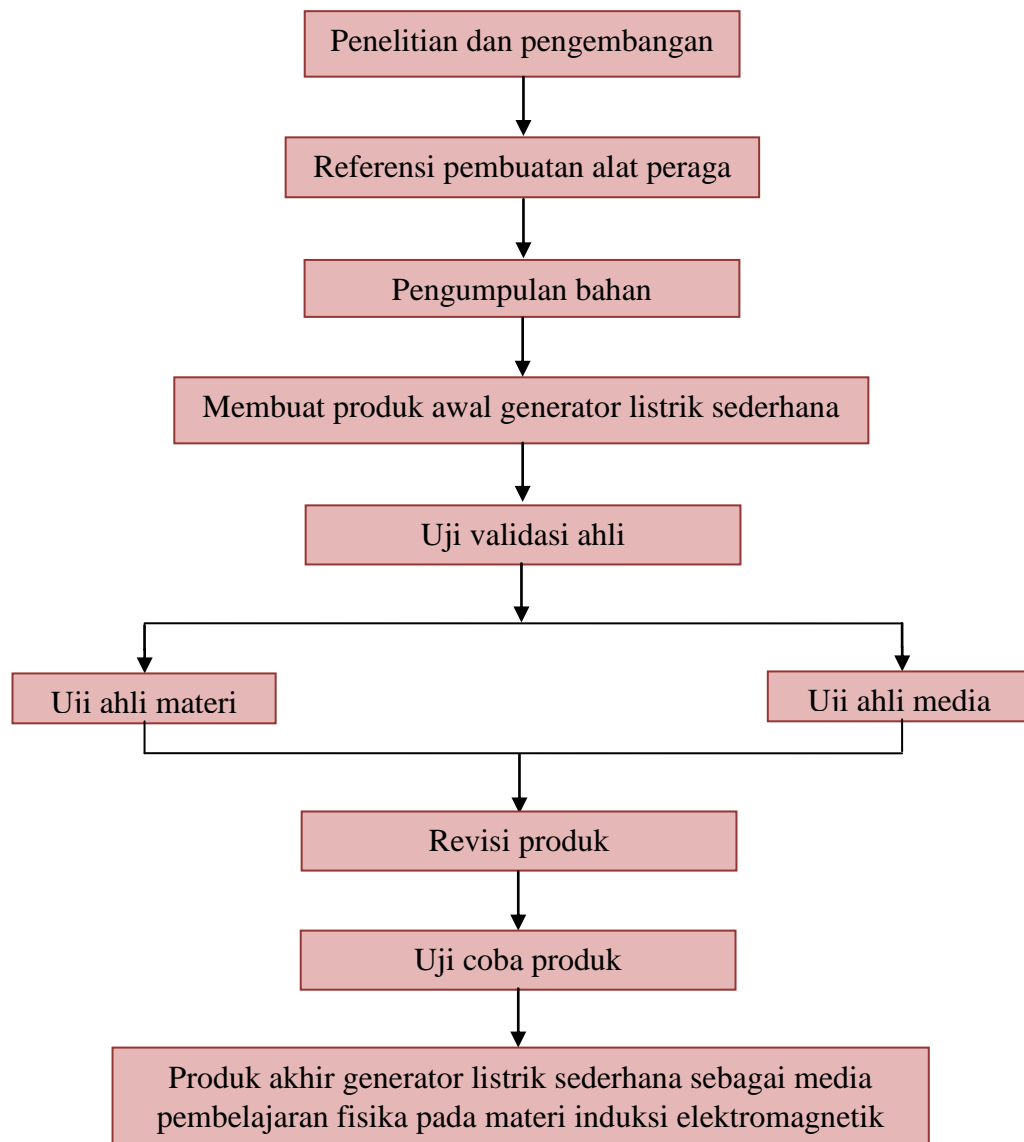 Penelitian dan pengembangan
Referensi pembuatan alat peraga
Pengumpulan bahan
Membuat produk awal generator listrik sederhana
Uji validasi ahli
Uji ahli materi
Uji ahli media
Revisi produk
Uji coba produk
Produk akhir generator listrik sederhana sebagai media
pembelajaran fisika pada materi induksi elektromagnetik